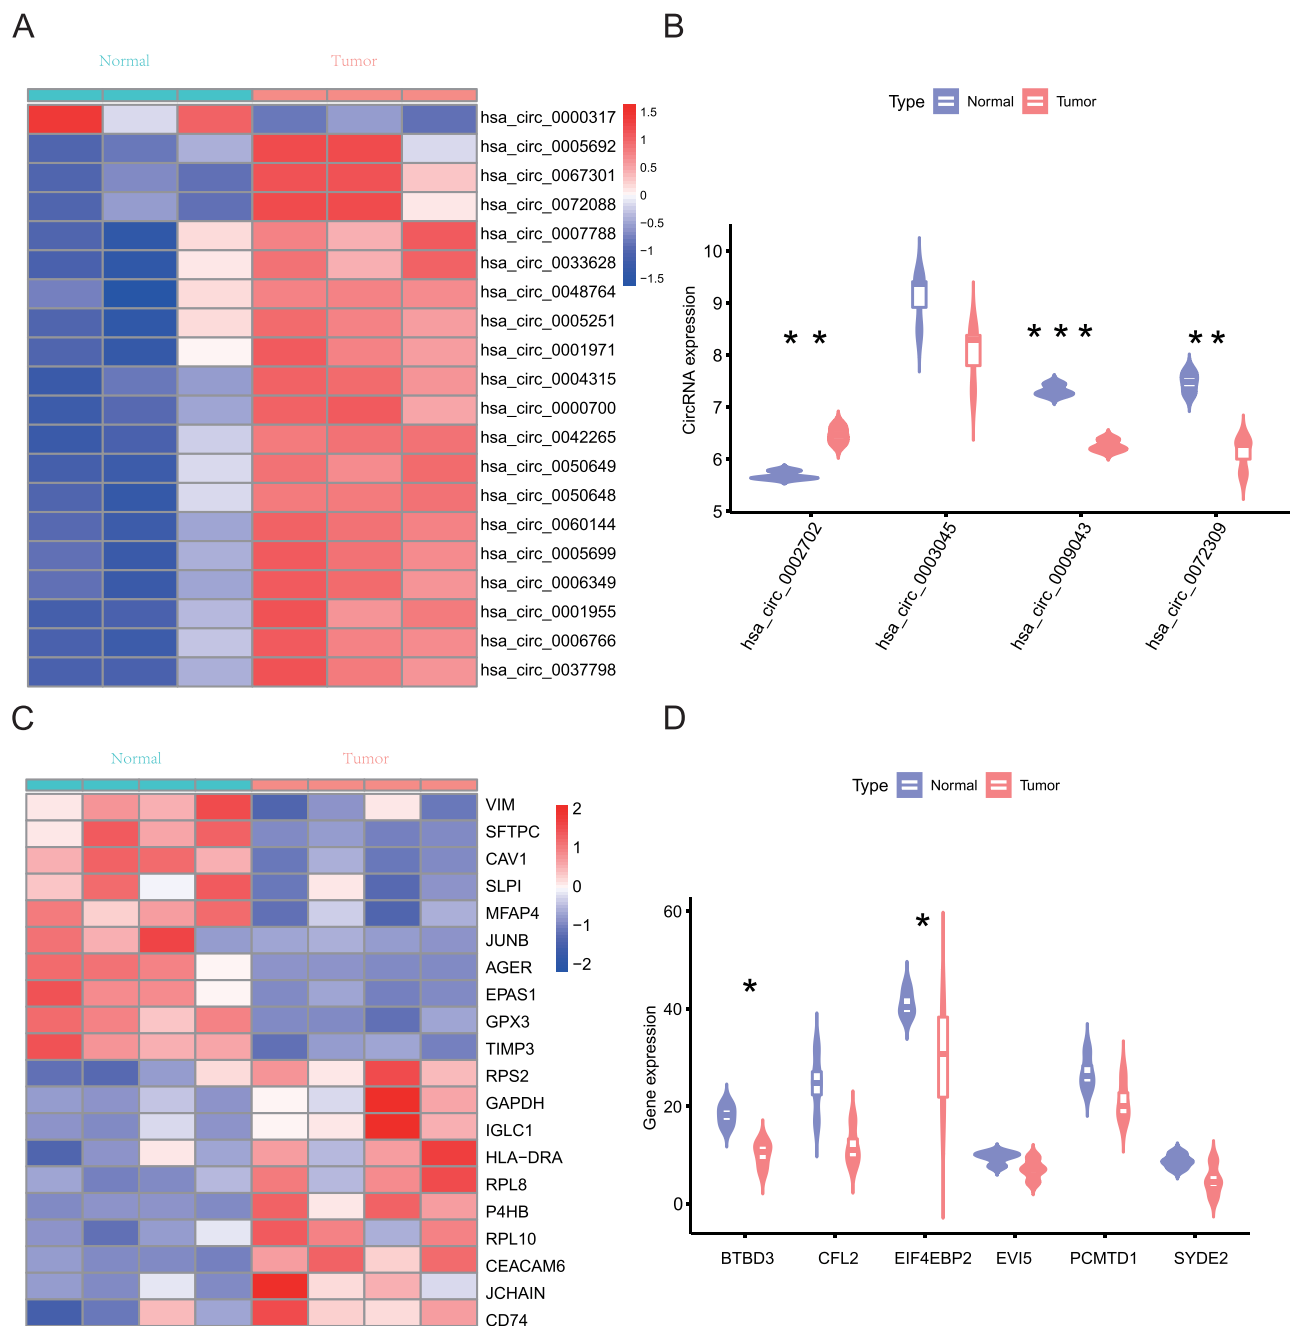 A
Normal Tumor
hsa_circ_0000317
hsa_circ_0005692
hsa_circ_0067301
hsa_circ_0072088
hsa_circ_0007788
hsa_circ_0033628
hsa_circ_0048764
hsa_circ_0005251
hsa_circ_0001971
hsa_circ_0004315
hsa_circ_0000700
hsa_circ_0042265
hsa_circ_0050649
hsa_circ_0050648
hsa_circ_0060144
hsa_circ_0005699
hsa_circ_0006349
hsa_circ_0001955
hsa_circ_0006766
hsa_circ_0037798
1.5
1
0.5
0
−0.5
−1
−1.5
B
Type Normal Tumor
CircRNA expression
10
9
8
7
6
5
* *
* * *
* *
hsa_circ_0002702
hsa_circ_0003045
hsa_circ_0009043
hsa_circ_0072309
C
Normal Tumor
VIM
SFTPC
CAV1
SLPI
MFAP4
JUNB
AGER
EPAS1
GPX3
TIMP3
RPS2
GAPDH
IGLC1
HLA−DRA
RPL8
P4HB
RPL10
CEACAM6
JCHAIN
CD74
2
1
0
−1
−2
D
Type Normal Tumor
Gene expression
60
40
20
0
*
*
BTBD3 CFL2 EIF4EBP2 EVI5 PCMTD1 SYDE2